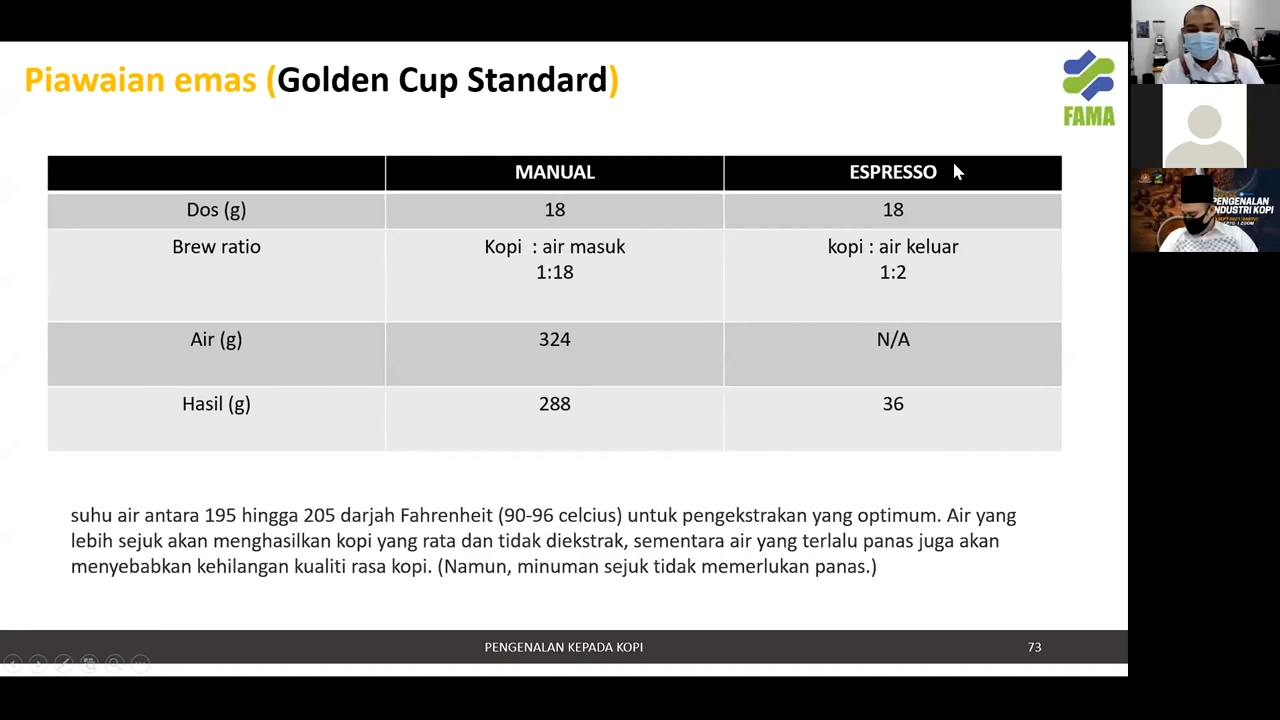 Piawaian emas (Golden Cup Standard)
FAMA
MANUAL ESPRESSO
Dos (g) 18 18
Brew ratio Kopi : air masuk kopi : air keluar
1:18 1:2
Air (g) 324 N/A
Hasil (g) 288 36
suhu air antara 195 hingga 205 darjah Fahrenheit (90-96 celcius) untuk pengekstrakan yang optimum. Air yang
lebih sejuk akan menghasilkan kopi yang rata dan tidak diekstrak, sementara air yang terlalu panas juga akan
menyebabkan kehilangan kualiti rasa kopi. (Namun, minuman sejuk tidak memerlukan panas.)
PENGENALAN KEPADA KOPI 73
PENGENALAN
INDUSTRI KOPI